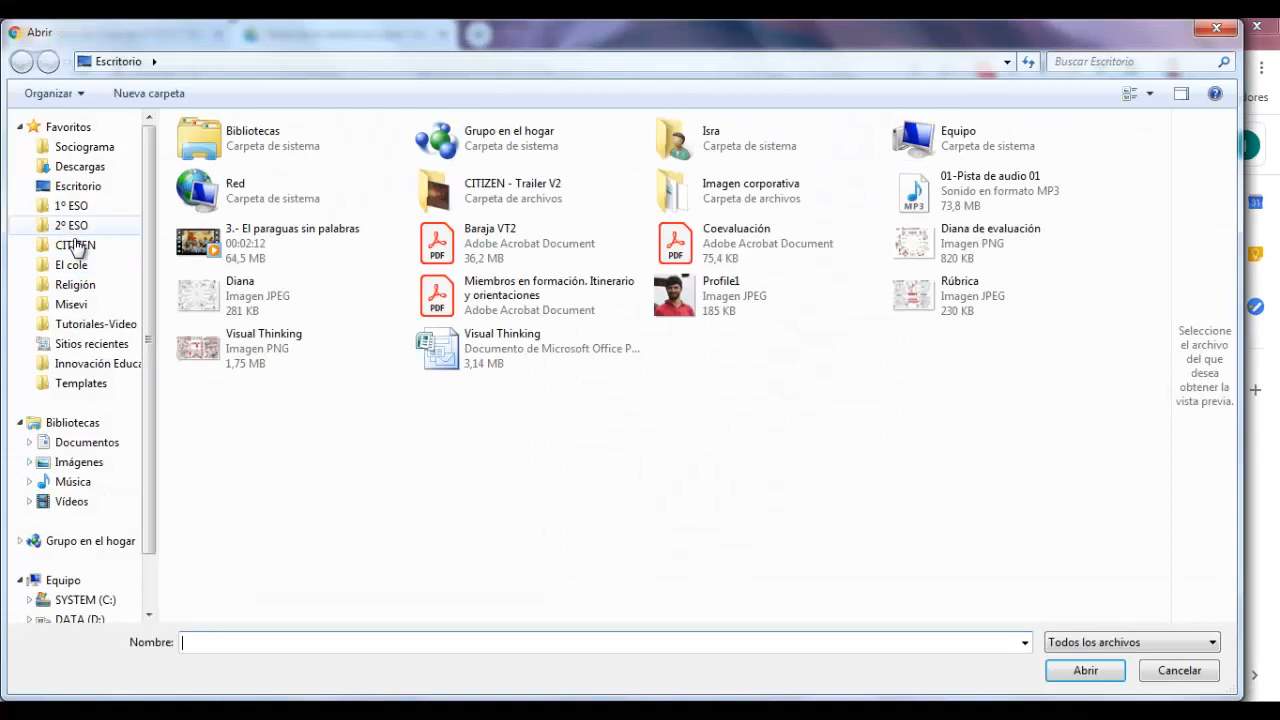 Abrir
Escritorio
Buscar Escritorio
Organizar
Nueva carpeta
Favoritos
Sociograma
Descargas
Escritorio
1º ESO
2º ESO
El cole
Religión
Misevi
Tutoriales-Video
Sitios recientes
Innovación Educa
Templates
Bibliotecas
Documentos
Imágenes
Música
Vídeos
Grupo en el hogar
Equipo
SYSTEM (C:)
DATA (D:)
Bibliotecas
Carpeta de sistema
Grupo en el hogar
Carpeta de sistema
Isra
Carpeta de sistema
Equipo
Carpeta de sistema
Red
Carpeta de sistema
CITIZEN - Trailer V2
Carpeta de archivos
Imagen corporativa
Carpeta de archivos
01-Pista de audio 01
Sonido en formato MP3
73,8 MB
MP3
3.- El paraguas sin palabras
00:02:12
64,5 MB
PDF
Baraja VT2
Adobe Acrobat Document
36,2 MB
PDF
Coevaluación
Adobe Acrobat Document
75,4 KB
Diana de evaluación
Imagen PNG
820 KB
Diana
Imagen JPEG
281 KB
PDF
Miembros en formación. Itinerario
y orientaciones
Adobe Acrobat Document
Profile1
Imagen JPEG
185 KB
Rúbrica
Imagen JPEG
230 KB
Visual Thinking
Imagen PNG
1,75 MB
Visual Thinking
Documento de Microsoft Office P...
3,14 MB
Seleccione
el archivo
del que
desea
obtener la
vista previa.
Nombre:
Todos los archivos
Abrir
Cancelar
ores
31